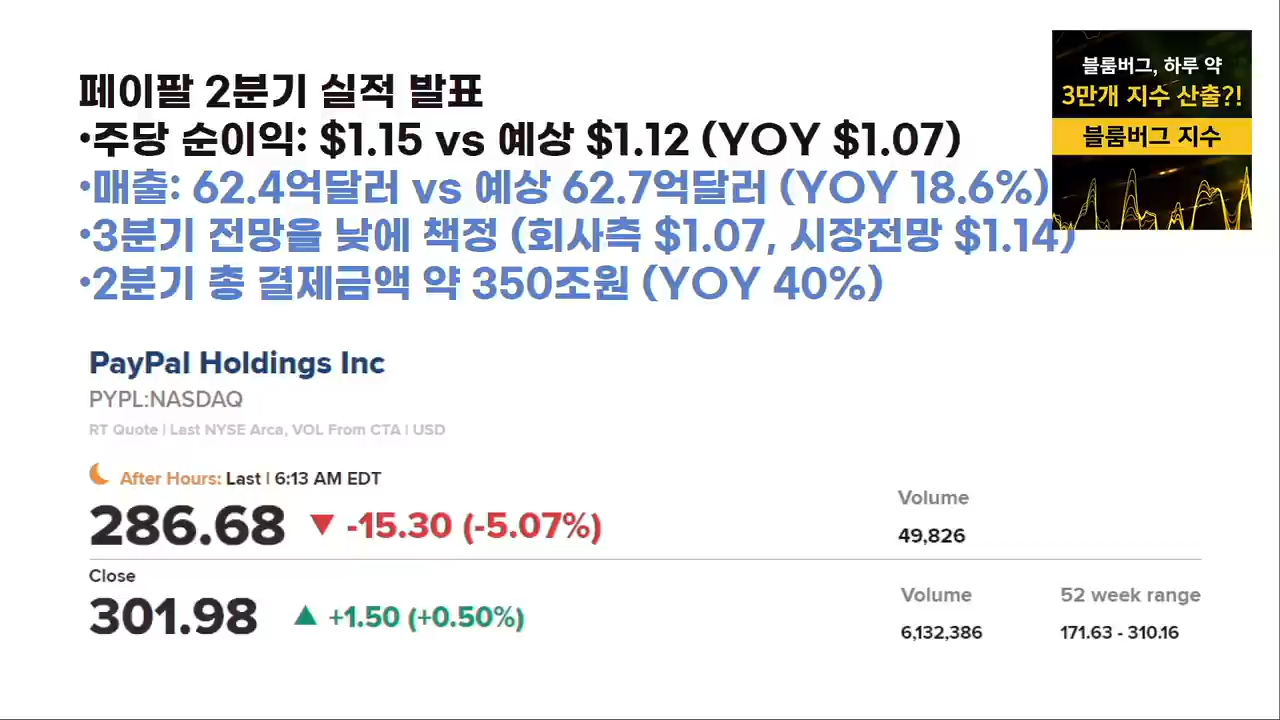 페이팔 2분기 실적 발표
•주당 순이익: $1.15 vs 예상 $1.12 (YOY $1.07)
•매출: 62.4억달러 vs 예상 62.7억달러 (YOY 18.6%)
•3분기 전망을 낮에 책정 (회사측 $1.07, 시장전망 $1.14)
•2분기 총 결제금액 약 350조원 (YOY 40%)
블룸버그, 하루 약
3만개 지수 산출?!
블룸버그 지수
PayPal Holdings Inc
PYPL:NASDAQ
RT Quote | Last NYSE Arca, VOL From CTA | USD
After Hours: Last | 6:13 AM EDT
286.68 ▼ -15.30 (-5.07%)
Volume
49,826
Close
301.98 ▲ +1.50 (+0.50%)
Volume
6,132,386
52 week range
171.63 - 310.16